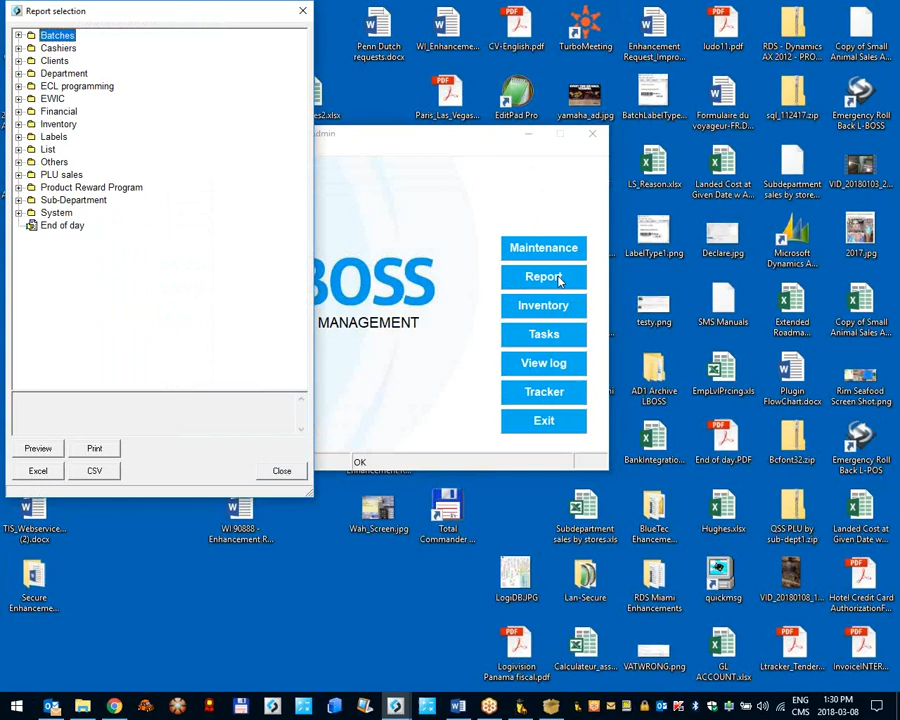 Report selection
Batches
Cashiers
Clients
Department
ECL programming
EWIC
Financial
Inventory
Labels
List
Others
PLU sales
Product Reward Program
Sub-Department
System
End of day
Preview
Print
Excel
CSV
Close
dmin
BOSS
MANAGEMENT
Maintenance
Report
Inventory
Tasks
View log
Tracker
Exit
OK
Penn Dutch
requests.docx
WI_Enhanceme...
CV-English.pdf
TurboMeeting
Enhancement
Request_Impro...
ludo11.pdf
RDS - Dynamics
AX 2012 - PRO...
Copy of Small
Animal Sales A...
es2.xlsx
Paris_Las_Vegas...
EditPad Pro
yamaha_ad.jpg
BatchLabelType...
Formulaire du
voyageur-FR.D...
sql_112417.zip
Emergency Roll
Back L-BOSS
LS_Reason.xlsx
Landed Cost at
Given Date w A...
Subdepartment
sales by store...
VID_20180103_2...
LabelType1.png
Declare.jpg
Microsoft
Dynamics A...
2017.jpg
testy.png
SMS Manuals
Extended
Roadma...
Copy of Small
Animal Sales A...
AD1 Archive
LBOSS
EmpLvlPrcing.xls
Plugin
FlowChart.docx
Rim Seafood
Screen Shot.png
BankIntegratio...
End of day.PDF
Bcfont32.zip
Emergency Roll
Back L-POS
TIS_Webservice...
(2).docx
WI 90888 -
Enhancement R...
Wah_Screen.jpg
Total
Commander ...
Subdepartment
sales by stores.xls
BlueTec
Ehanceme...
Hughes.xlsx
QSS PLU by
sub-dept1.zip
Landed Cost at
Given Date w A...
Secure
Enhanceme...
LogiDB.JPG
Lan-Secure
RDS Miami
Enhancements
quickmsg
VID_20180108_1...
Hotel Credit Card
AuthorizationF...
Logivision
Panama fiscal.pdf
Calculateur_ass...
VATWRONG.png
GL
ACCOUNT.xlsx
Ltracker_Tender...
InvoiceINTER...
ENG
CMS
1:30 PM
2018-03-08